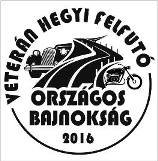 VETERÁN HEGYI FELFUTÓ
ORSZÁGOS
BAJNOKSÁG
2016